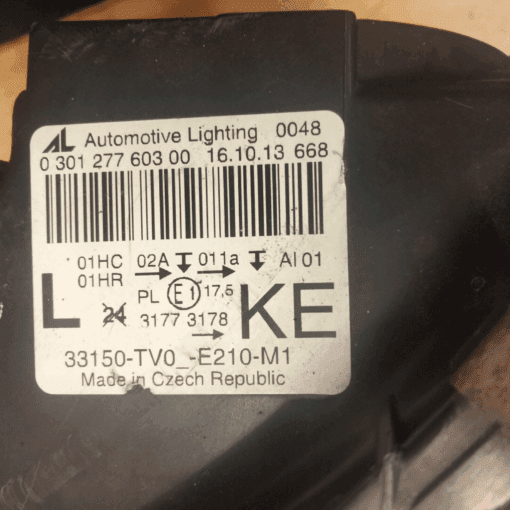 AL Automotive Lighting 0048
0 301 277 603 00 16.10.13 668
01HC 02A 011a AI 01
01HR
PL E1 17,5
L 24 3177 3178 KE
33150-TV0_-E210-M1
Made in Czech Republic